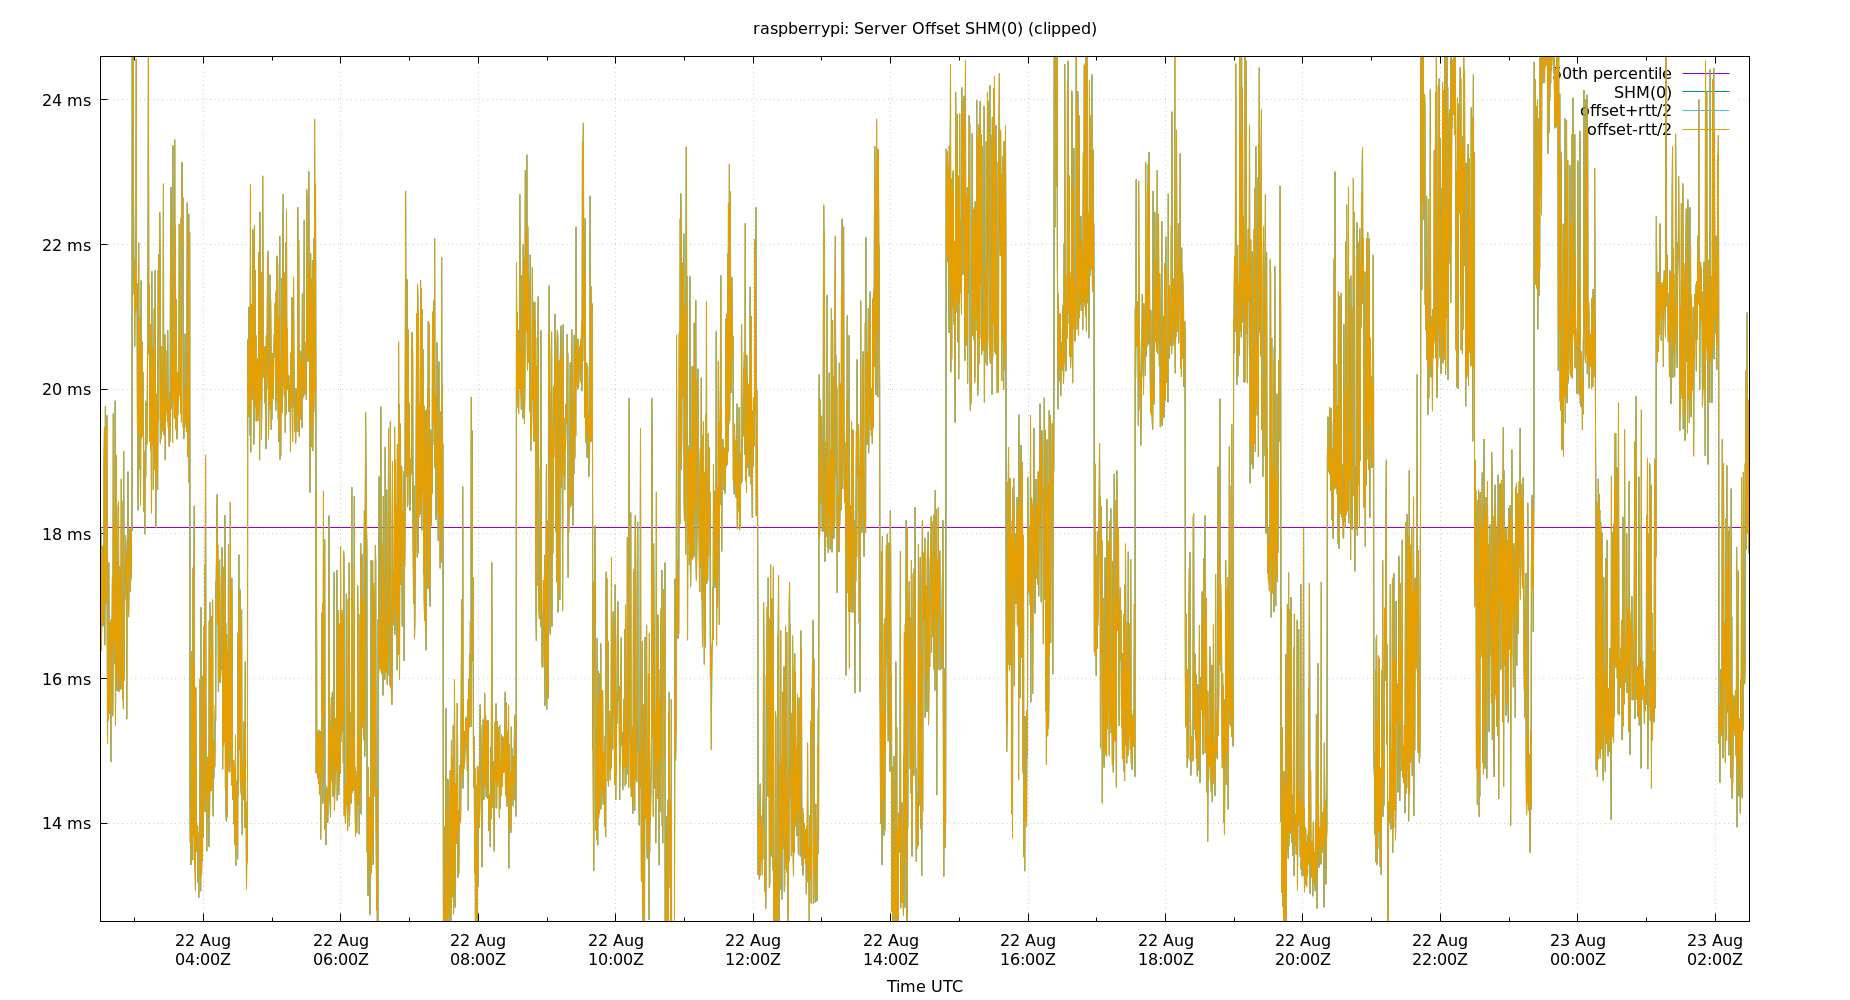 raspberrypi: Server Offset SHM(0) (clipped)
50th percentile
SHM(0)
offset+rtt/2
offset-rtt/2
24 ms
22 ms
20 ms
18 ms
16 ms
14 ms
22 Aug 22 Aug 22 Aug 22 Aug 22 Aug 22 Aug 22 Aug 22 Aug 22 Aug 22 Aug 23 Aug 23 Aug
04:00Z 06:00Z 08:00Z 10:00Z 12:00Z 14:00Z 16:00Z 18:00Z 20:00Z 22:00Z 00:00Z 02:00Z
Time UTC